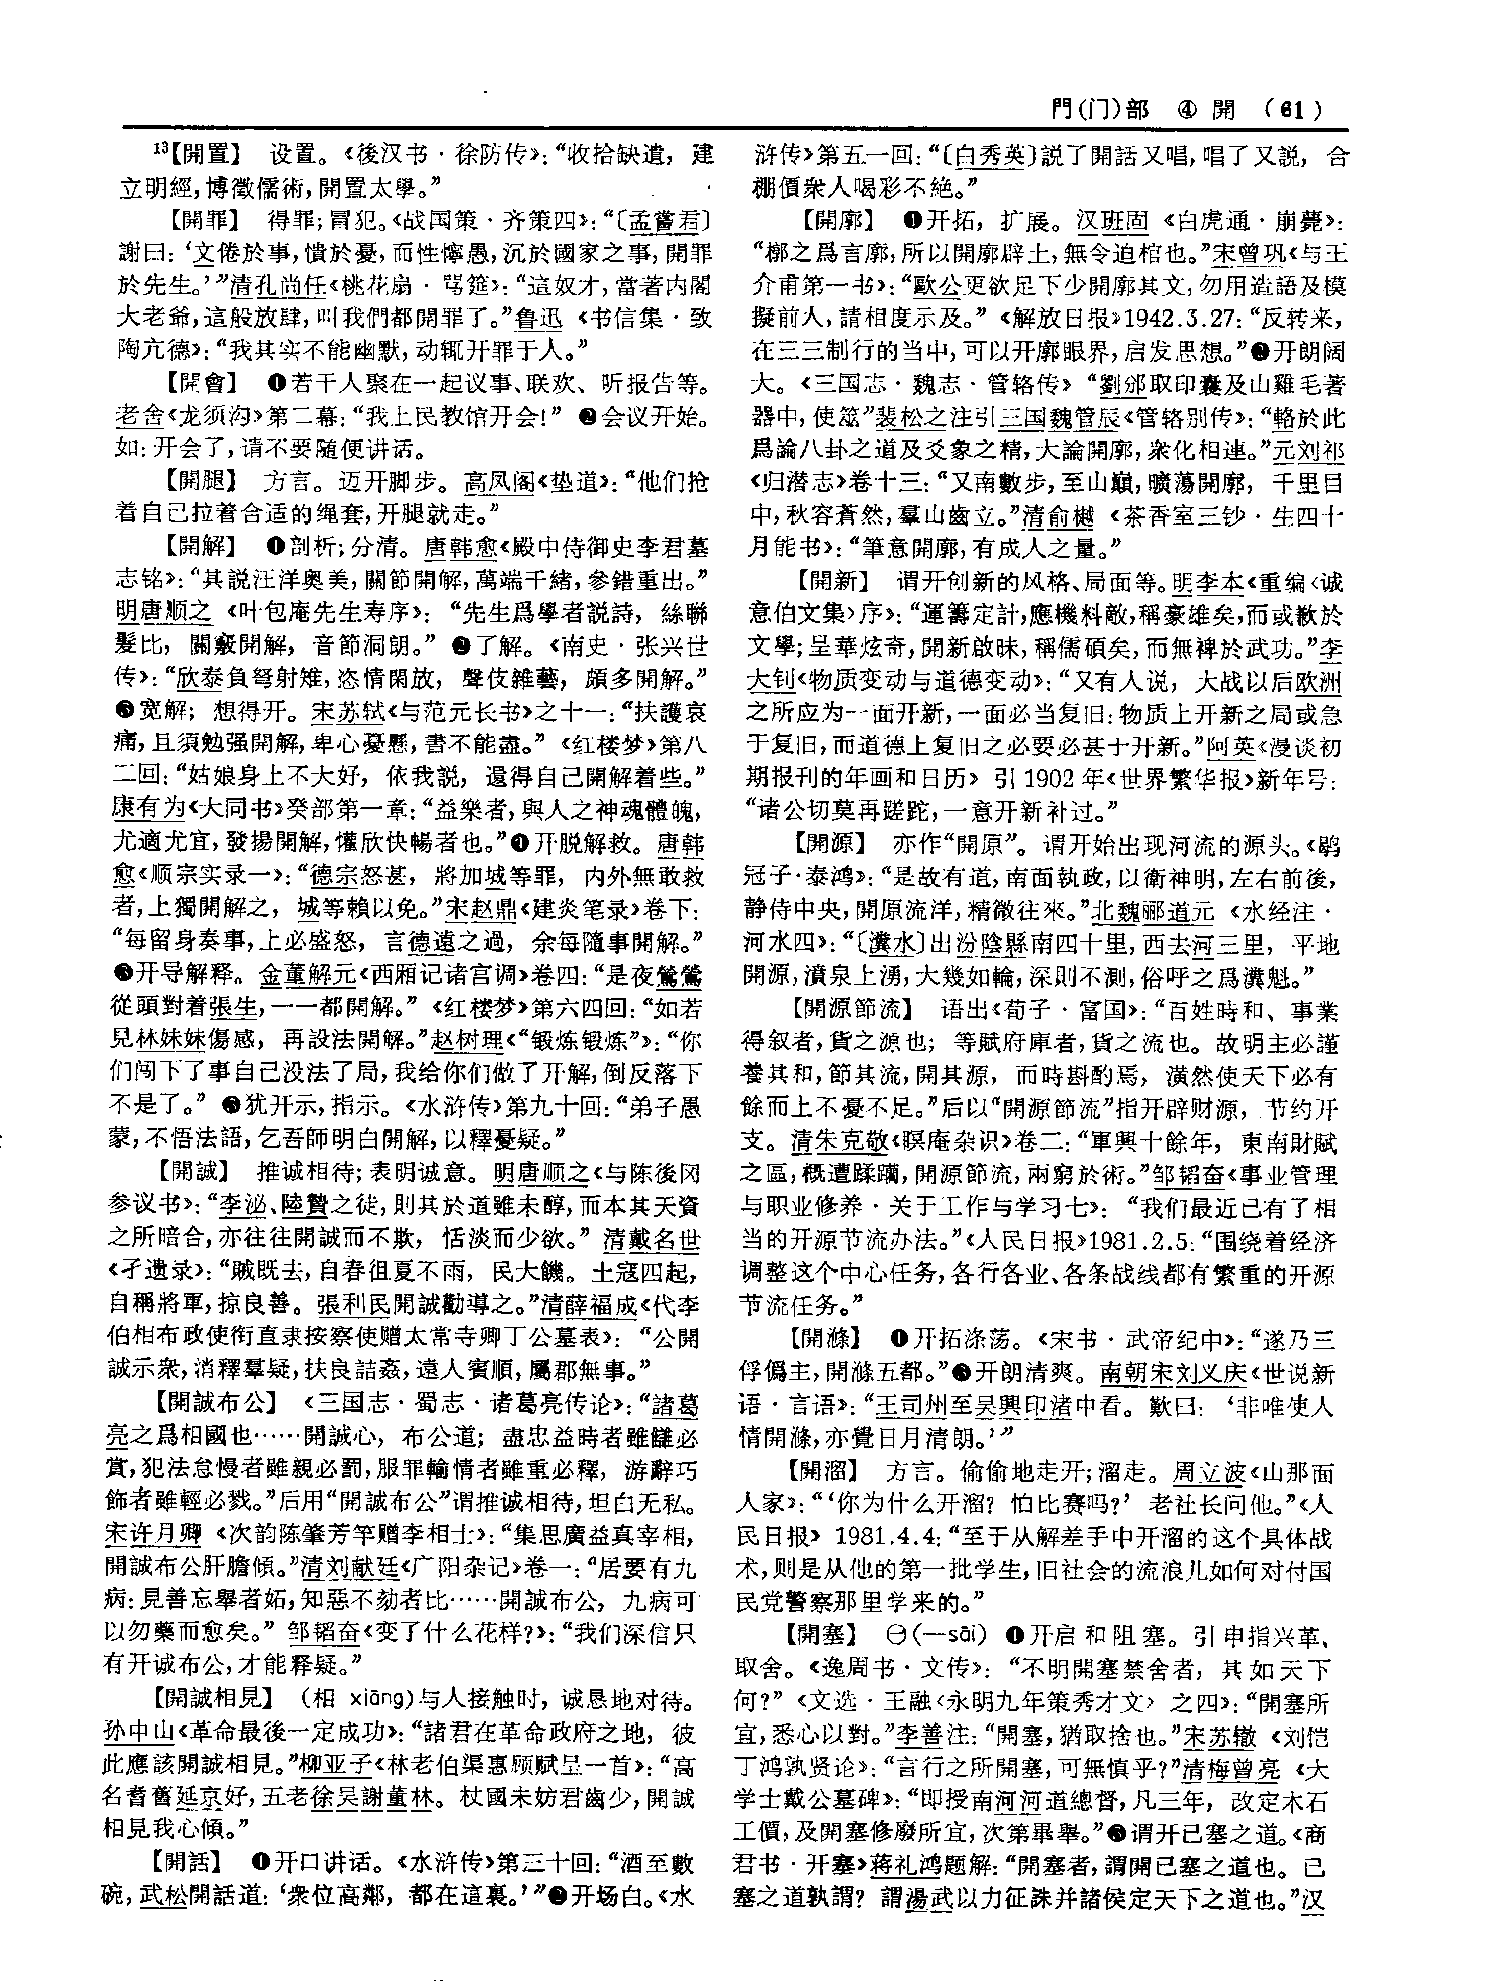 門(门)部 ④ 開 (61)
¹³【開置】 设置。《後汉书·徐防传》:“收拾缺遺, 建
立明經,博徵儒術,開置太學。”
【開罪】 得罪;冒犯。《战国策·齐策四》:“〔孟嘗君〕
謝曰:‘文倦於事,憒於憂,而性懧愚,沉於國家之事,開罪
於先生。’”清孔尚任《桃花扇·骂筵》:“這奴才,當著内閣
大老爺,這般放肆,叫我們都開罪了。”鲁迅《书信集·致
陶亢德》:“我其实不能幽默,动辄开罪于人。”
【開會】 ❶若干人聚在一起议事、联欢、听报告等。
老舍《龙须沟》第二幕:“我上民教馆开会!” ❷会议开始。
如:开会了,请不要随便讲话。
【開腿】 方言。迈开脚步。高凤阁《垫道》:“他们抢
着自己拉着合适的绳套,开腿就走。”
【開解】 ❶剖析;分清。唐韩愈《殿中侍御史李君墓
志铭》:“其説汪洋奥美,關節開解,萬端千緒,參錯重出。”
明唐顺之《叶包庵先生寿序》:“先生爲學者説詩, 絲聯
髮比, 關竅開解, 音節洞朗。” ❷了解。《南史·张兴世
传》:“欣泰負弩射雉,恣情閑放, 聲伎雜藝, 頗多開解。”
❸宽解; 想得开。宋苏轼《与范元长书》之十一:“扶護哀
痛,且須勉强開解,卑心憂懸,書不能盡。”《红楼梦》第八
二回:“姑娘身上不大好, 依我説, 還得自己開解着些。”
康有为《大同书》癸部第一章:“益樂者,與人之神魂體魄,
尤適尤宜,發揚開解,懽欣快暢者也。”❹开脱解救。唐韩
愈《顺宗实录一》:“德宗怒甚, 將加城等罪, 内外無敢救
者,上獨開解之, 城等賴以免。”宋赵鼎《建炎笔录》卷下:
“每留身奏事,上必盛怒, 言德遠之過, 余每隨事開解。”
❺开导解释。金董解元《西厢记诸宫调》卷四:“是夜鶯鶯
從頭對着張生,一一都開解。”《红楼梦》第六四回:“如若
見林妹妹傷感, 再設法開解。”赵树理《“锻炼锻炼”》:“你
们闯下了事自己没法了局,我给你们做了开解,倒反落下
不是了。” ❻犹开示,指示。《水浒传》第九十回:“弟子愚
蒙,不悟法語,乞吾師明白開解,以釋憂疑。”
【開誠】 推诚相待;表明诚意。明唐顺之《与陈後冈
参议书》:“李泌、陸贄之徒,則其於道雖未醇,而本其天資
之所暗合,亦往往開誠而不欺, 恬淡而少欲。” 清戴名世
《孑遗录》:“賊既去,自春徂夏不雨, 民大饑。土寇四起,
自稱將軍,掠良善。張利民開誠勸導之。”清薛福成《代李
伯相布政使衔直隶按察使赠太常寺卿丁公墓表》:“公開
誠示衆,消釋羣疑,扶良詰姦,遠人賓順,屬郡無事。”
【開誠布公】 《三国志·蜀志·诸葛亮传论》:“諸葛
亮之爲相國也……開誠心, 布公道; 盡忠益時者雖讎必
賞,犯法怠慢者雖親必罰,服罪輸情者雖重必釋, 游辭巧
飾者雖輕必戮。”后用“開誠布公”谓推诚相待,坦白无私。
宋许月卿《次韵陈肇芳竿赠李相士》:“集思廣益真宰相,
開誠布公肝膽傾。”清刘献廷《广阳杂记》卷一:“居要有九
病:見善忘舉者妬,知惡不劾者比……開誠布公, 九病可
以勿藥而愈矣。” 邹韬奋《变了什么花样?》:“我们深信只
有开诚布公,才能释疑。”
【開誠相見】 (相 xiāng)与人接触时, 诚恳地对待。
孙中山《革命最後一定成功》:“諸君在革命政府之地, 彼
此應該開誠相見。”柳亚子《林老伯渠惠顾赋呈一首》:“高
名耆舊延京好,五老徐吴謝董林。杖國未妨君齒少,開誠
相見我心傾。”
【開話】 ❶开口讲话。《水浒传》第三十回:“酒至數
碗,武松開話道:‘衆位高鄰, 都在這裏。’”❷开场白。《水
浒传》第五一回:“〔白秀英〕説了開話又唱,唱了又説, 合
棚價衆人喝彩不絶。”
【開廓】 ❶开拓, 扩展。汉班固《白虎通·崩薨》:
“槨之爲言廓,所以開廓辟土,無令迫棺也。”宋曾巩《与王
介甫第一书》:“歐公更欲足下少開廓其文,勿用造語及模
擬前人,請相度示及。”《解放日报》1942.3.27:“反转来,
在三三制行的当中,可以开廓眼界,启发思想。”❷开朗阔
大。《三国志·魏志·管辂传》“劉邠取印囊及山雞毛著
器中,使筮”裴松之注引三国魏管辰《管辂别传》:“輅於此
爲論八卦之道及爻象之精,大論開廓,衆化相連。”元刘祁
《归潜志》卷十三:“又南數步,至山巔,曠蕩開廓, 千里目
中,秋容蒼然,羣山齒立。”清俞樾《茶香室三钞·生四十
月能书》:“筆意開廓,有成人之量。”
【開新】 谓开创新的风格、局面等。明李本《重编〈诚
意伯文集〉序》:“運籌定計,應機料敵,稱豪雄矣,而或歉於
文學;呈華炫奇,開新啟昧,稱儒碩矣,而無裨於武功。”李
大钊《物质变动与道德变动》:“又有人说, 大战以后欧洲
之所应为一面开新,一面必当复旧:物质上开新之局或急
于复旧,而道德上复旧之必要必甚于开新。”阿英《漫谈初
期报刊的年画和日历》引1902年《世界繁华报》新年号:
“诸公切莫再蹉跎,一意开新补过。”
【開源】 亦作“開原”。谓开始出现河流的源头。《鹖
冠子·泰鸿》:“是故有道,南面執政,以衛神明,左右前後,
静侍中央,開原流洋,精微往來。”北魏郦道元《水经注·
河水四》:“〔瀵水〕出汾陰縣南四十里,西去河三里, 平地
開源,濆泉上湧,大幾如輪,深則不測,俗呼之爲瀵魁。”
【開源節流】 语出《荀子·富国》:“百姓時和、事業
得叙者,貨之源也; 等賦府庫者,貨之流也。故明主必謹
養其和,節其流,開其源, 而時斟酌焉, 潢然使天下必有
餘而上不憂不足。”后以“開源節流”指开辟财源, 节约开
支。清朱克敬《瞑庵杂识》卷二:“軍興十餘年, 東南財賦
之區,概遭蹂躪,開源節流,兩窮於術。”邹韬奋《事业管理
与职业修养·关于工作与学习七》:“我们最近已有了相
当的开源节流办法。”《人民日报》1981.2.5:“围绕着经济
调整这个中心任务,各行各业、各条战线都有繁重的开源
节流任务。”
【開滌】 ❶开拓涤荡。《宋书·武帝纪中》:“遂乃三
俘僞主,開滌五都。”❷开朗清爽。南朝宋刘义庆《世说新
语·言语》:“王司州至吴興印渚中看。歎曰:‘非唯使人
情開滌,亦覺日月清朗。’”
【開溜】 方言。偷偷地走开;溜走。周立波《山那面
人家》:“‘你为什么开溜? 怕比赛吗?’ 老社长问他。”《人
民日报》1981.4.4:“至于从解差手中开溜的这个具体战
术,则是从他的第一批学生,旧社会的流浪儿如何对付国
民党警察那里学来的。”
【開塞】 ㊀(—sāi) ❶开启和阻塞。引申指兴革、
取舍。《逸周书·文传》:“不明開塞禁舍者, 其如天下
何?”《文选·王融〈永明九年策秀才文〉之四》:“開塞所
宜,悉心以對。”李善注:“開塞,猶取捨也。”宋苏辙《刘恺
丁鸿孰贤论》:“言行之所開塞,可無慎乎?”清梅曾亮《大
学士戴公墓碑》:“即授南河河道總督,凡三年, 改定木石
工價,及開塞修廢所宜,次第畢舉。”❷谓开已塞之道。《商
君书·开塞》蒋礼鸿题解:“開塞者,謂開已塞之道也。已
塞之道孰謂? 謂湯武以力征誅并諸侯定天下之道也。”汉